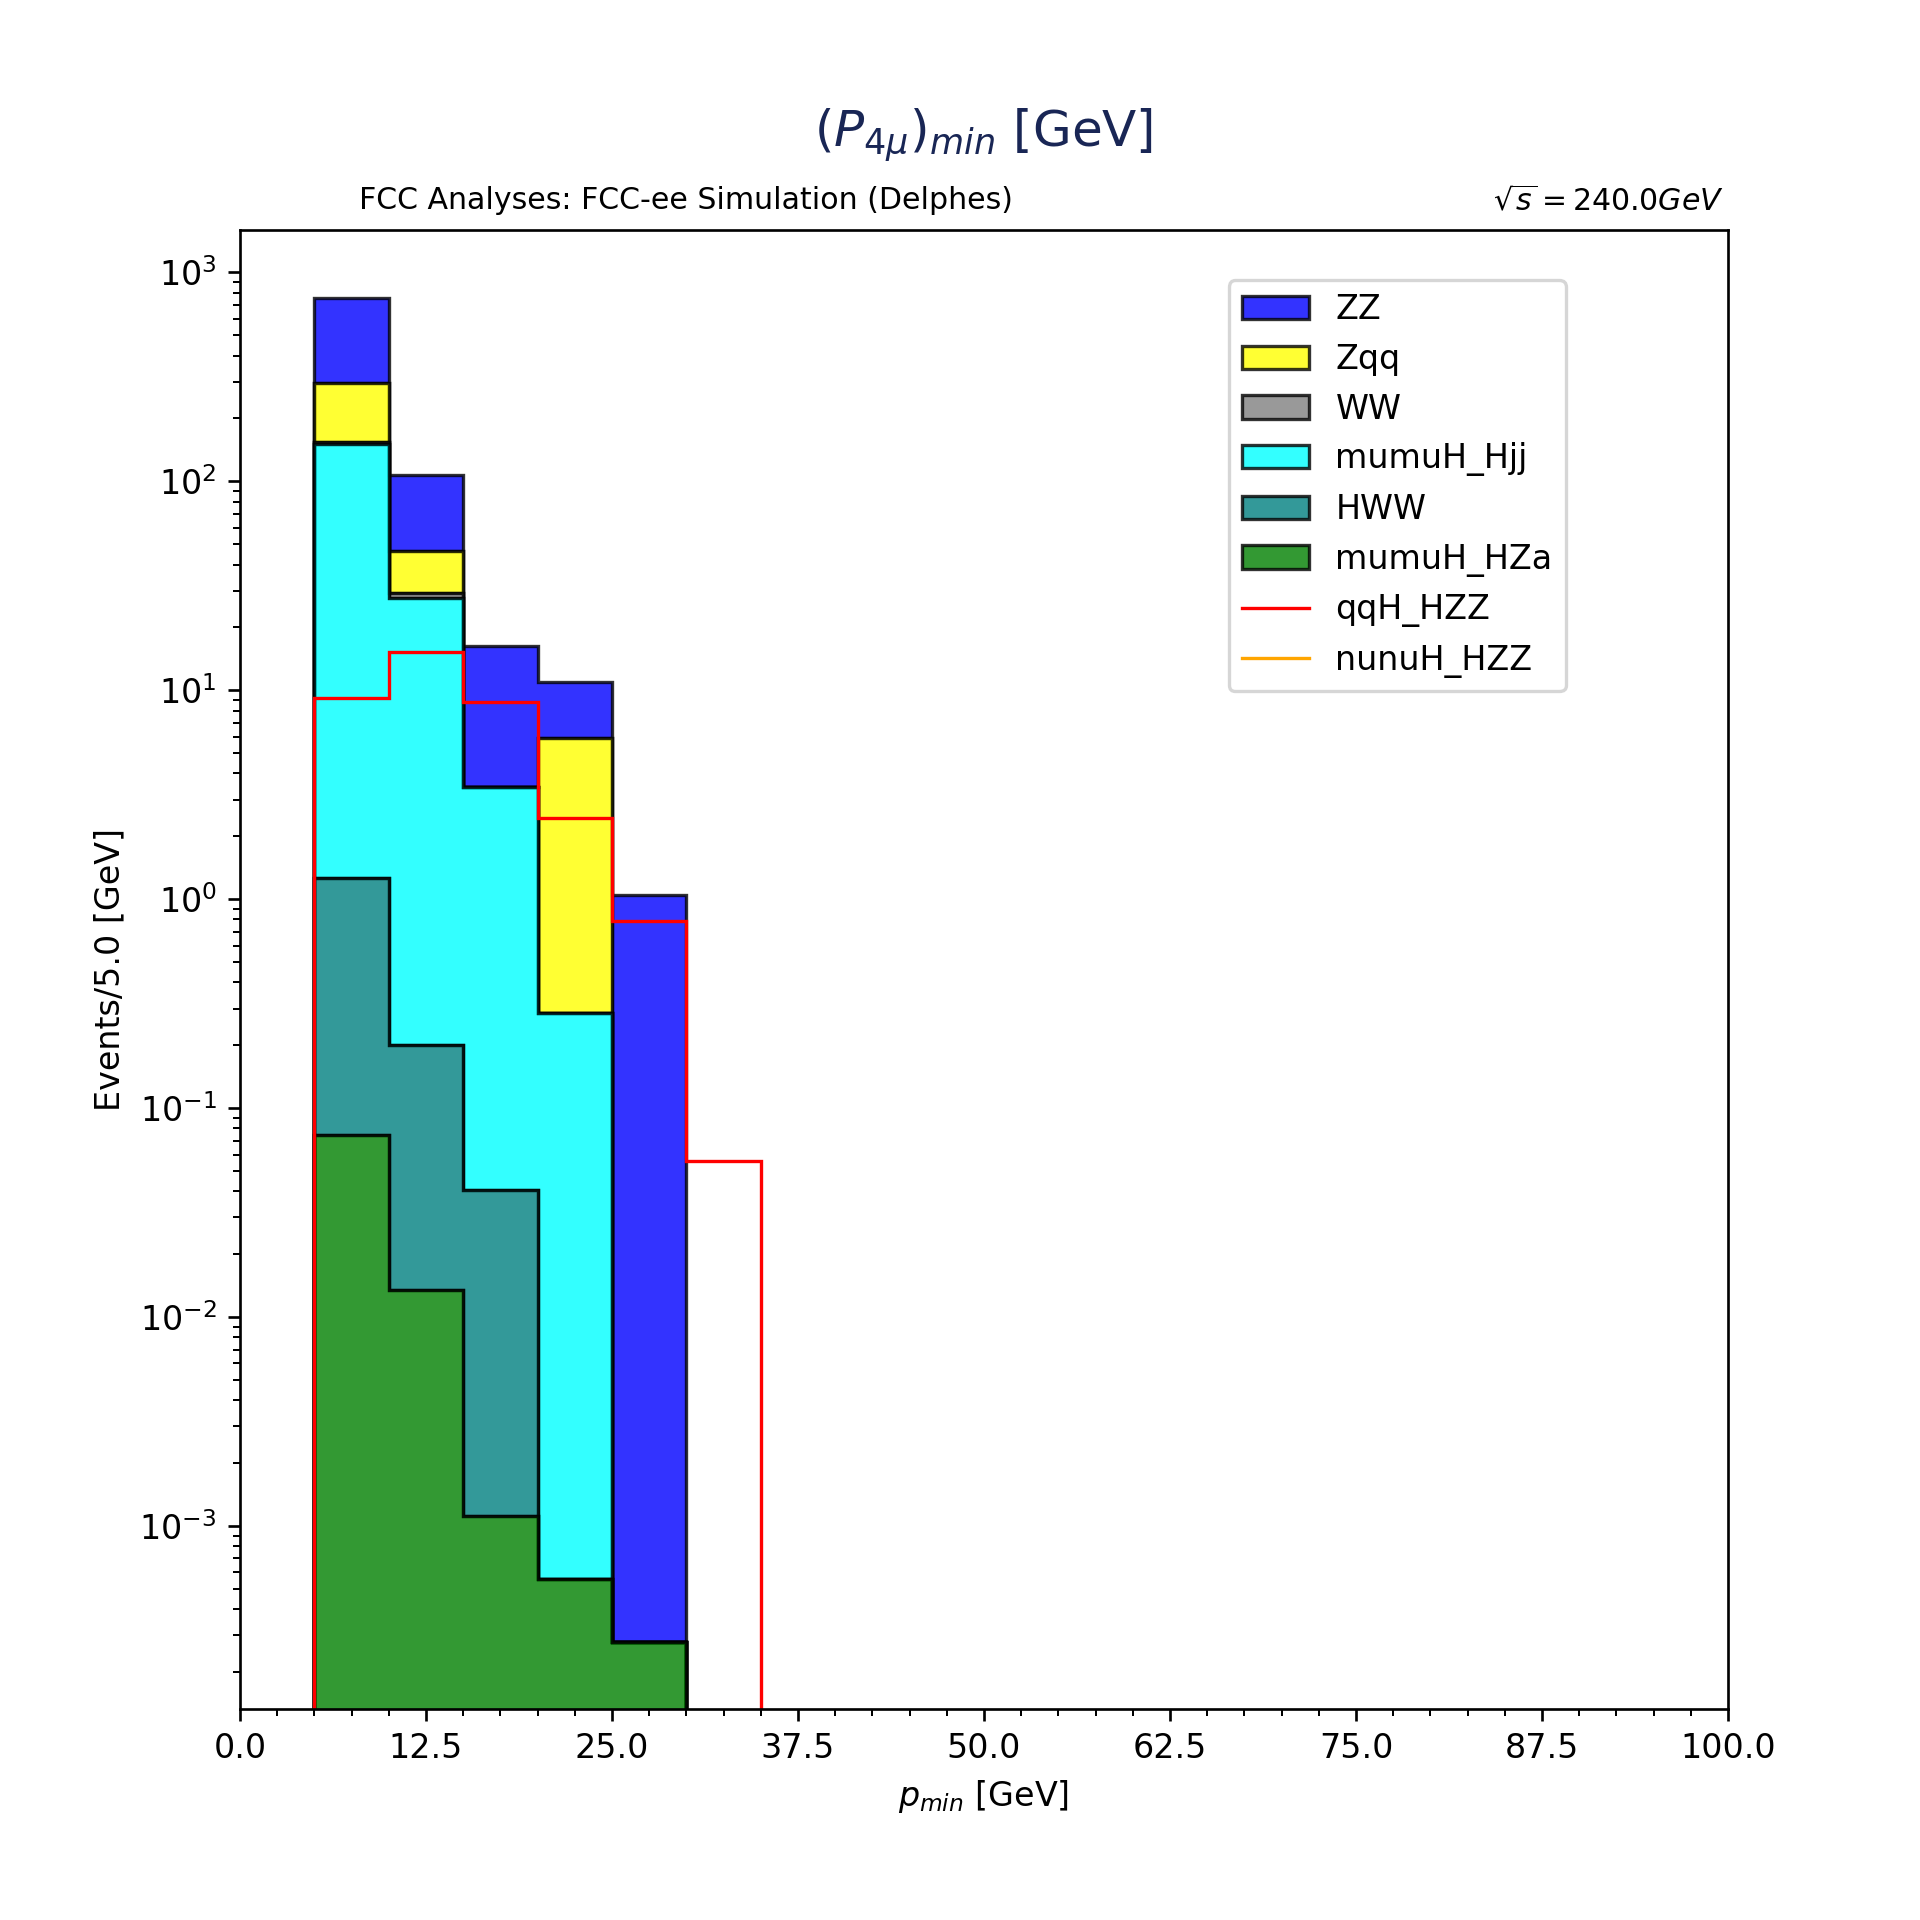 (P₄μ)ₘᵢₙ [GeV]
FCC Analyses: FCC-ee Simulation (Delphes)
√s = 240.0GeV
10³
10²
10¹
10⁰
10⁻¹
10⁻²
10⁻³
Events/5.0 [GeV]
ZZ
Zqq
WW
mumuH_Hjj
HWW
mumuH_HZa
qqH_HZZ
nunuH_HZZ
0.0 12.5 25.0 37.5 50.0 62.5 75.0 87.5 100.0
pₘᵢₙ [GeV]